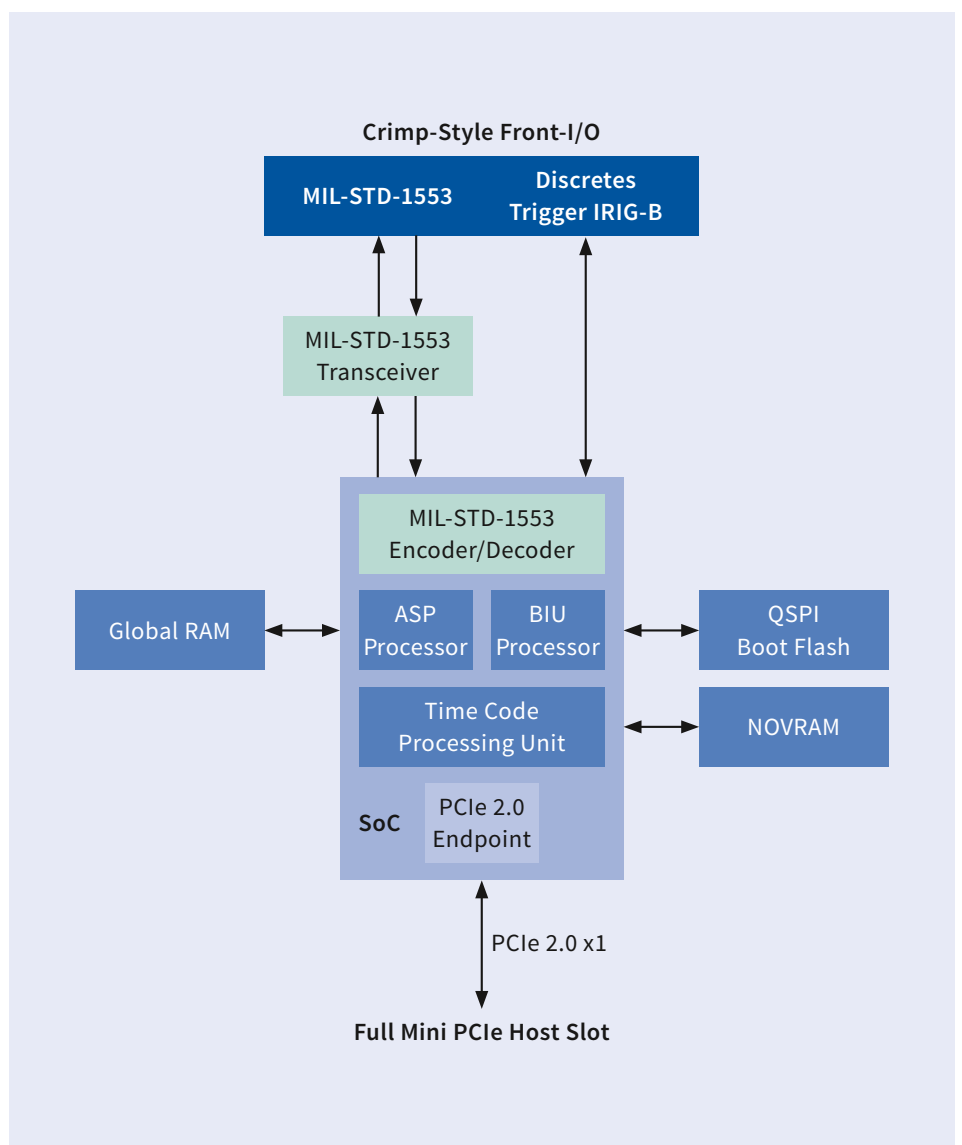 Crimp-Style Front-I/O
MIL-STD-1553
Discretes
Trigger IRIG-B
MIL-STD-1553
Transceiver
MIL-STD-1553
Encoder/Decoder
Global RAM
ASP
Processor
BIU
Processor
QSPI
Boot Flash
Time Code
Processing Unit
NOVRAM
SoC
PCIe 2.0
Endpoint
PCIe 2.0 x1
Full Mini PCIe Host Slot